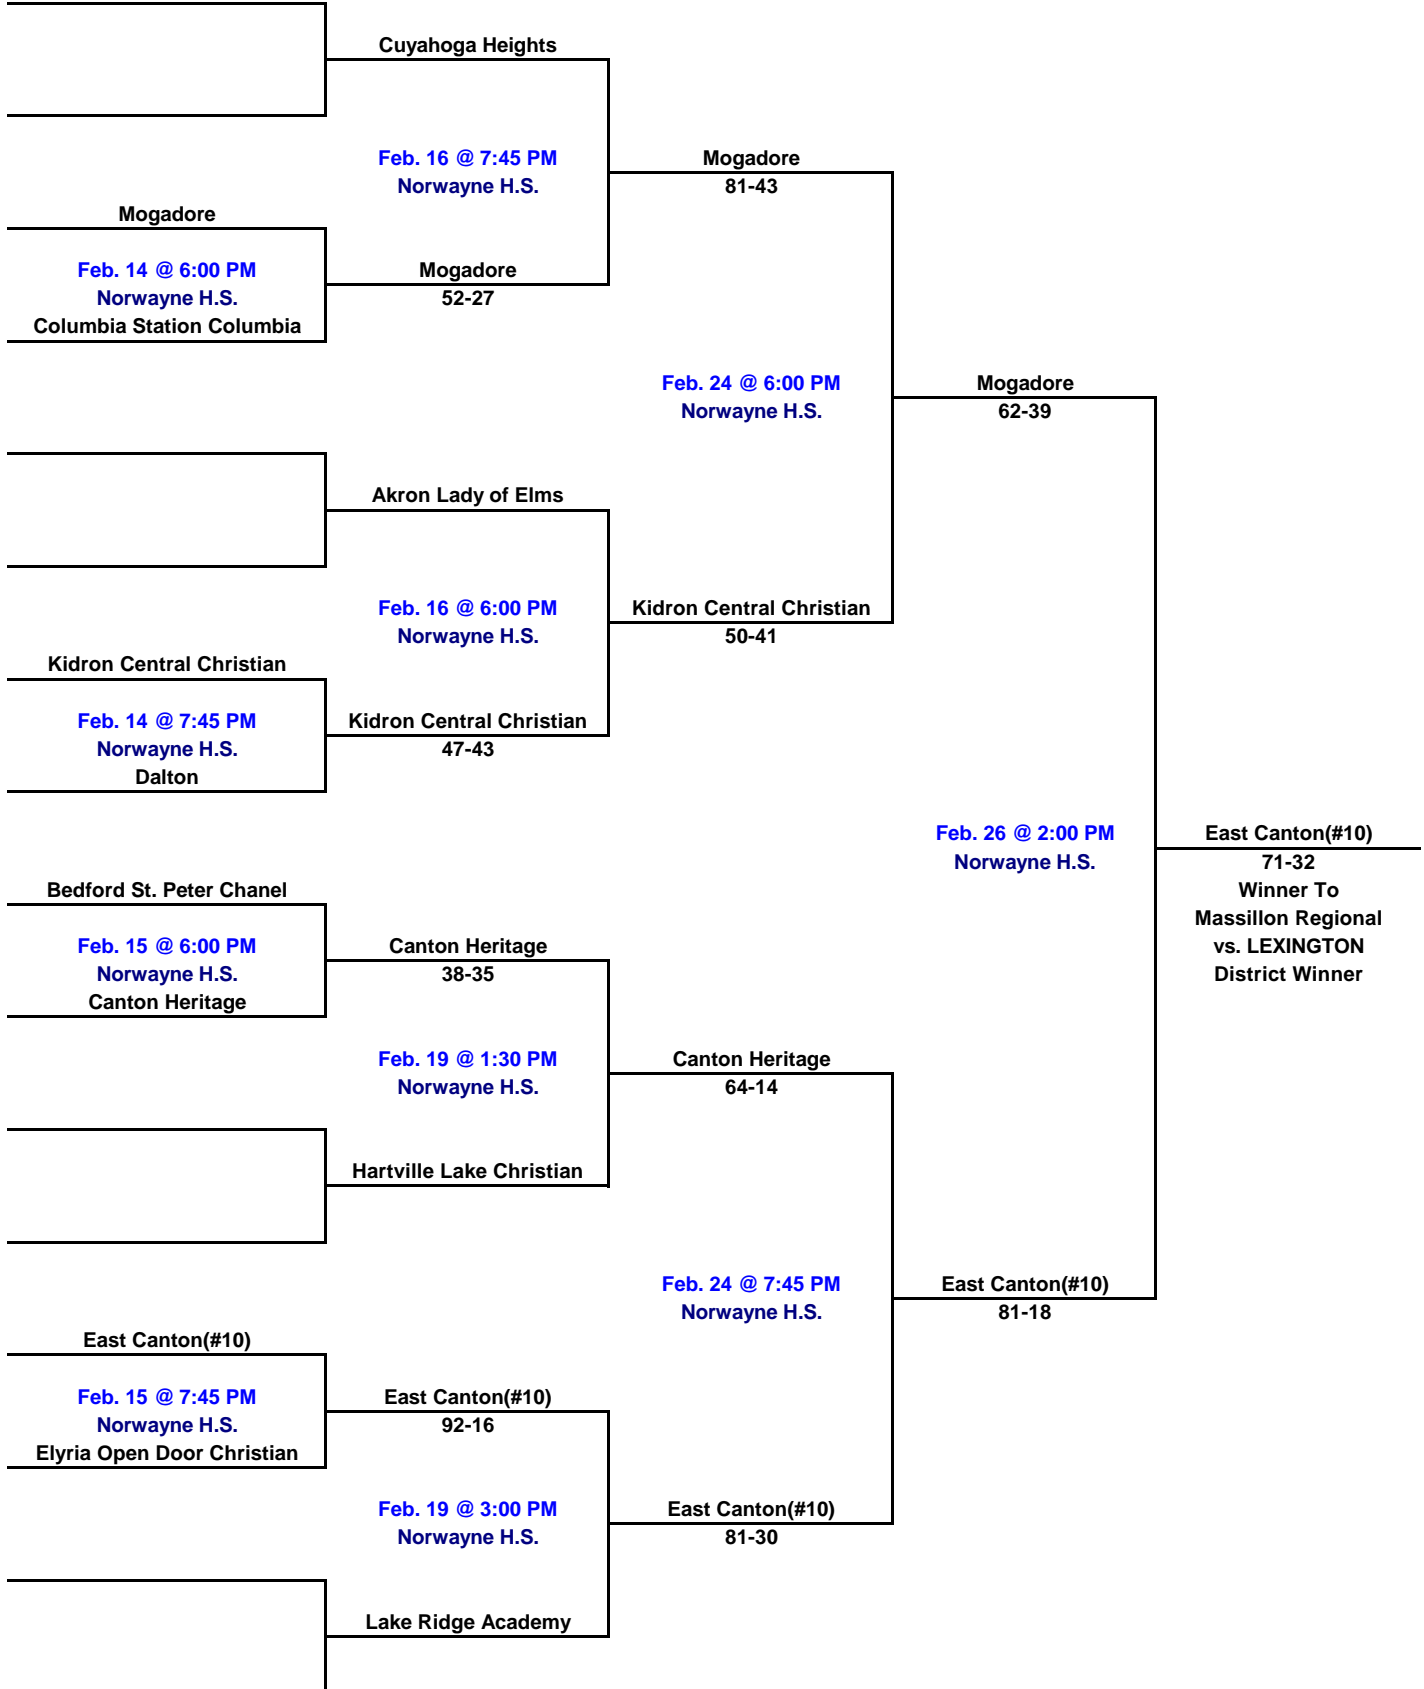 Cuyahoga Heights
Feb. 16 @ 7:45 PM
Norwayne H.S.
Mogadore
81-43
Mogadore
Feb. 14 @ 6:00 PM
Norwayne H.S.
Columbia Station Columbia
Mogadore
52-27
Feb. 24 @ 6:00 PM
Norwayne H.S.
Mogadore
62-39
Akron Lady of Elms
Feb. 16 @ 6:00 PM
Norwayne H.S.
Kidron Central Christian
50-41
Kidron Central Christian
Feb. 14 @ 7:45 PM
Norwayne H.S.
Dalton
Kidron Central Christian
47-43
Feb. 26 @ 2:00 PM
Norwayne H.S.
East Canton(#10)
71-32
Winner To
Massillon Regional
vs. LEXINGTON
District Winner
Bedford St. Peter Chanel
Feb. 15 @ 6:00 PM
Norwayne H.S.
Canton Heritage
Canton Heritage
38-35
Feb. 19 @ 1:30 PM
Norwayne H.S.
Canton Heritage
64-14
Hartville Lake Christian
Feb. 24 @ 7:45 PM
Norwayne H.S.
East Canton(#10)
81-18
East Canton(#10)
Feb. 15 @ 7:45 PM
Norwayne H.S.
Elyria Open Door Christian
East Canton(#10)
92-16
Feb. 19 @ 3:00 PM
Norwayne H.S.
East Canton(#10)
81-30
Lake Ridge Academy